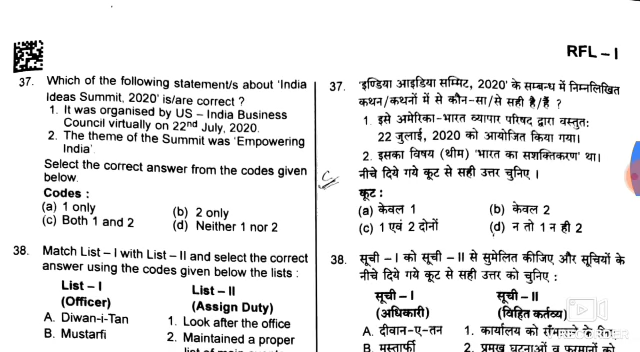 RFL – I
37. Which of the following statement/s about 'India
Ideas Summit, 2020' is/are correct ?
1. It was organised by US – India Business
Council virtually on 22nd July, 2020.
2. The theme of the Summit was 'Empowering
India'.
Select the correct answer from the codes given
below.
Codes :
(a) 1 only
(b) 2 only
(c) Both 1 and 2
(d) Neither 1 nor 2
38. Match List – I with List – II and select the correct
answer using the codes given below the lists :
List – I
List – II
(Officer)
(Assign Duty)
A. Diwan-i-Tan
1. Look after the office
B. Mustarfi
2. Maintained a proper
list of main
37. 'इण्डिया आइडिया सम्मिट, 2020' के सम्बन्ध में निम्नलिखित
कथन/कथनों में से कौन-सा/से सही है/हैं ?
1. इसे अमेरिका-भारत व्यापार परिषद द्वारा वस्तुतः
22 जुलाई, 2020 को आयोजित किया गया।
2. इसका विषय (थीम) 'भारत का सशक्तिकरण' था।
नीचे दिये गये कूट से सही उत्तर चुनिए ।
C
कूट :
(a) केवल 1
(b) केवल 2
(c) 1 एवं 2 दोनों
(d) न तो 1 न ही 2
38. सूची – I को सूची – II से सुमेलित कीजिए और सूचियों के
नीचे दिये गये कूट से सही उत्तर को चुनिए :
सूची – I
सूची – II
(अधिकारी)
(विहित कर्तव्य)
A. दीवान-ए-तन
1. कार्यालय को सँभालने के लिए
B. मुस्तार्फी
2. प्रमुख घटनाओं व फरमानों को
RECORDER